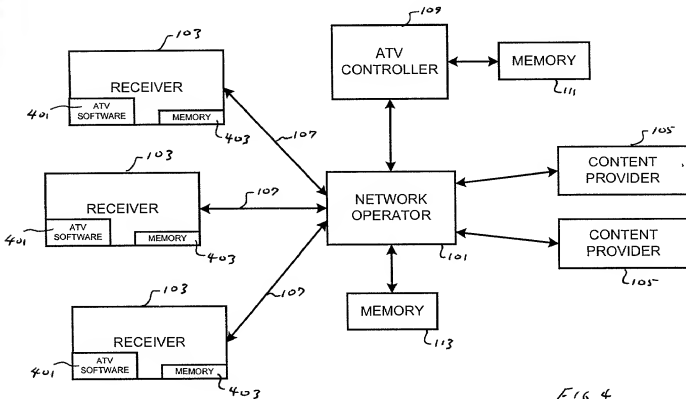 103
RECEIVER
ATV
SOFTWARE
MEMORY
401
403
107
103
RECEIVER
ATV
SOFTWARE
MEMORY
401
403
107
103
RECEIVER
ATV
SOFTWARE
MEMORY
401
403
107
109
ATV
CONTROLLER
MEMORY
111
NETWORK
OPERATOR
101
MEMORY
113
105
CONTENT
PROVIDER
CONTENT
PROVIDER
105
FIG 4